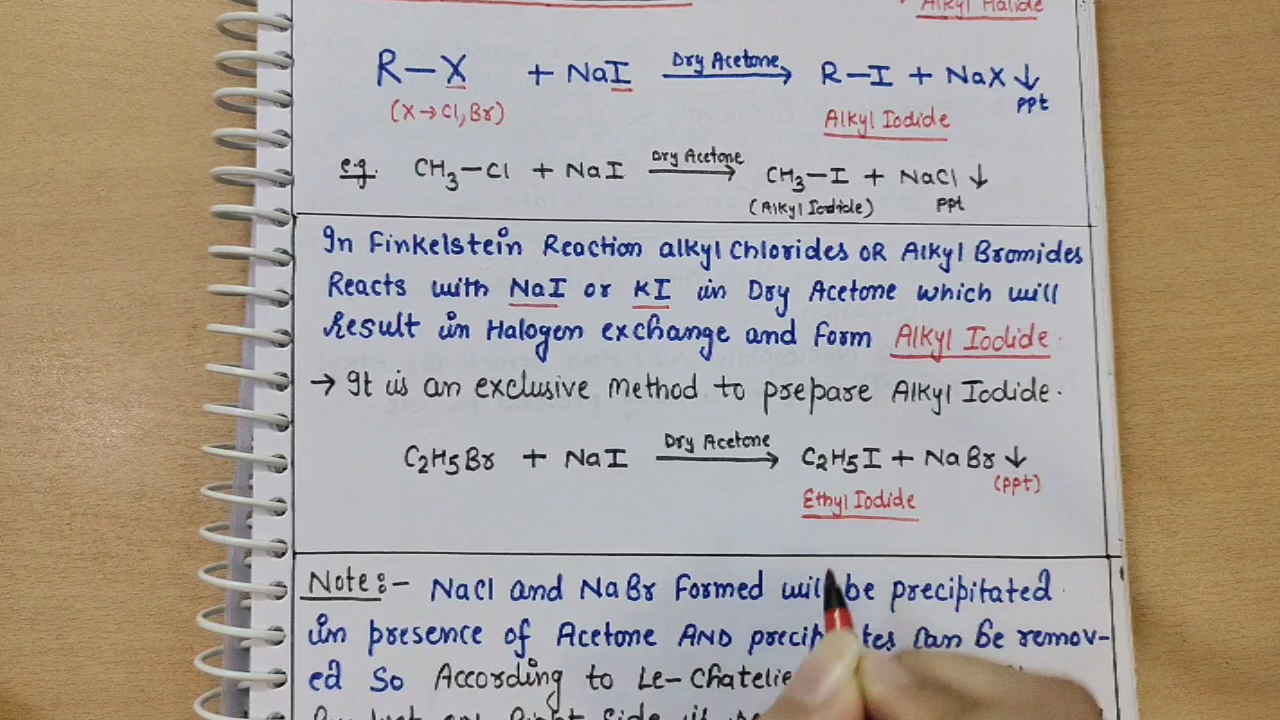 Alkyl Halide
R—X + NaI Dry Acetone → R—I + NaX ↓
(X→Cl, Br) Alkyl Iodide ppt
e.g. CH3—Cl + NaI Dry Acetone → CH3—I + NaCl ↓
(Alkyl Iodide) ppt
In Finkelstein Reaction alkyl Chlorides OR Alkyl Bromides
Reacts with NaI or KI in Dry Acetone which will
Result in Halogen exchange and form Alkyl Iodide.
→ It is an exclusive method to prepare Alkyl Iodide.
C2H5Br + NaI Dry Acetone → C2H5I + NaBr ↓
Ethyl Iodide (ppt)
Note:- NaCl and NaBr Formed will be precipitated
in presence of Acetone AND can be remov-
ed So According to